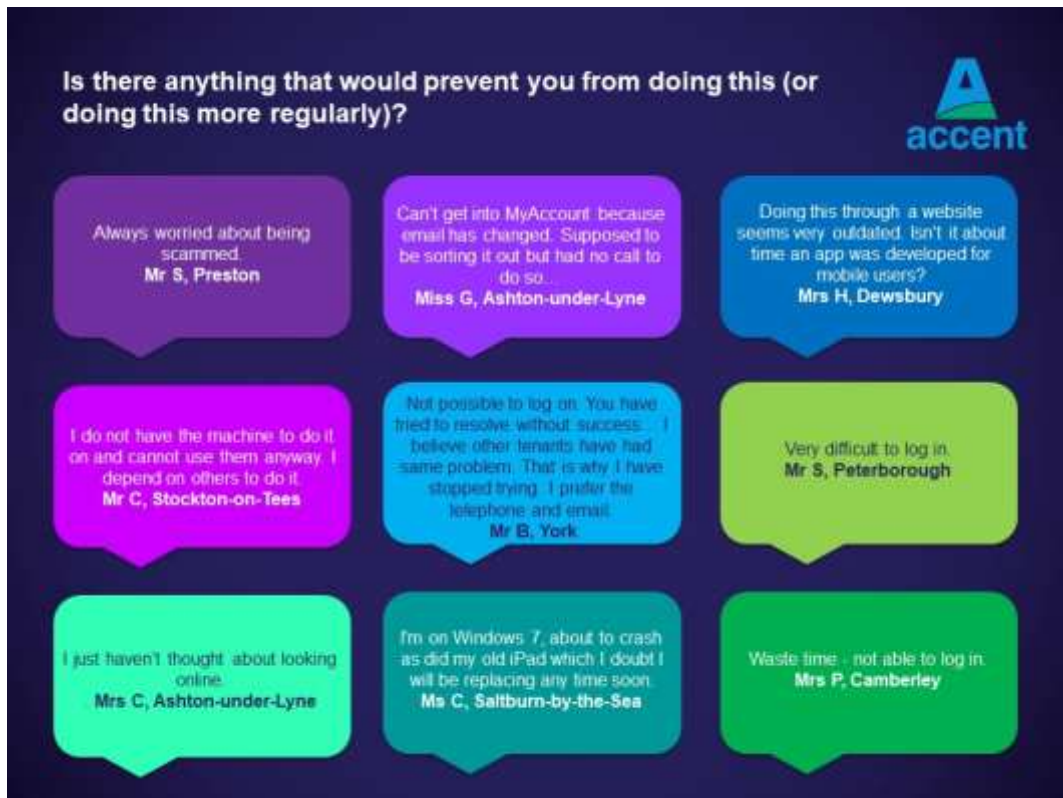 Is there anything that would prevent you from doing this (or
doing this more regularly)?
accent
Always worried about being
scammed.
Mr S, Preston
Can't get into MyAccount because
email has changed. Supposed to
be sorting it out but had no call to
do so...
Miss G, Ashton-under-Lyne
Doing this through a website
seems very outdated. Isn't it about
time an app was developed for
mobile users?
Mrs H, Dewsbury
I do not have the machine to do it
on and cannot use them anyway. I
depend on others to do it.
Mr C, Stockton-on-Tees
Not possible to log on. You have
tried to resolve without success... I
believe other tenants have had
same problem. That is why I have
stopped trying. I prefer the
telephone and email.
Mr B, York
Very difficult to log in.
Mr S, Peterborough
I just haven't thought about looking
online.
Mrs C, Ashton-under-Lyne
I'm on Windows 7, about to crash
as did my old iPad which I doubt I
will be replacing any time soon.
Ms C, Saltburn-by-the-Sea
Waste time - not able to log in.
Mrs P, Camberley